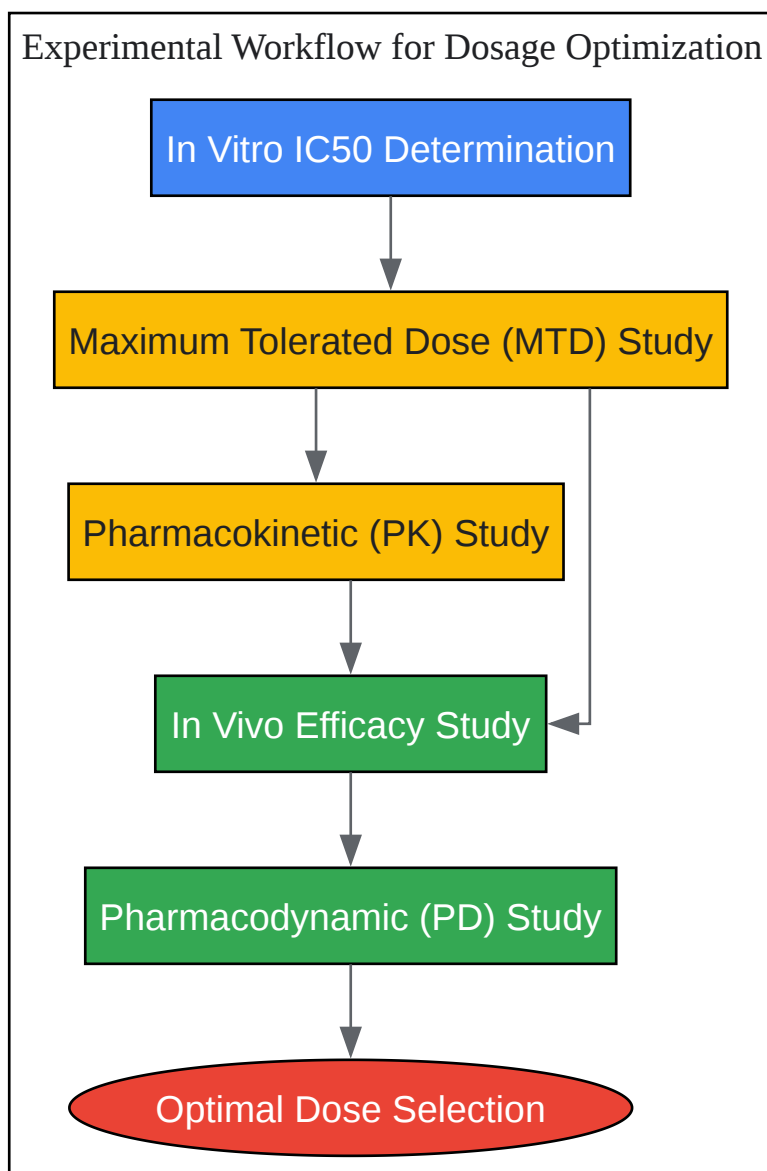 Experimental Workflow for Dosage Optimization
In Vitro IC50 Determination
Maximum Tolerated Dose (MTD) Study
Pharmacokinetic (PK) Study
In Vivo Efficacy Study
Pharmacodynamic (PD) Study
Optimal Dose Selection